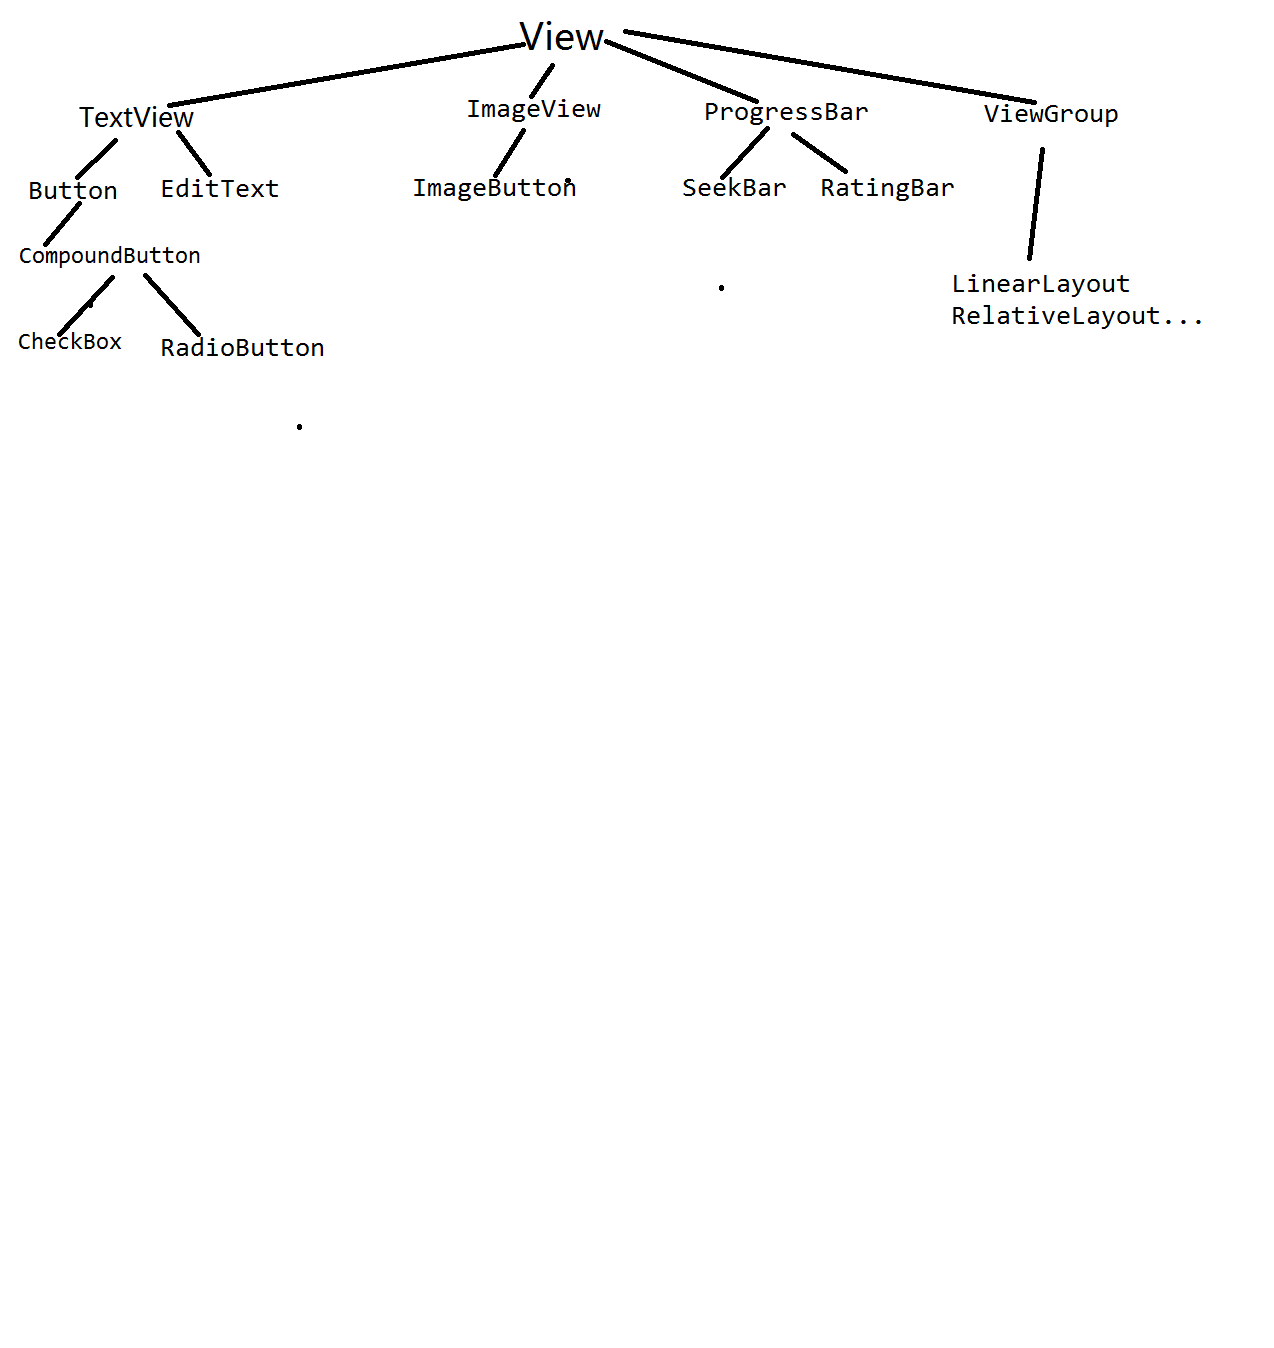 View
TextView
ImageView
ProgressBar
ViewGroup
Button
EditText
ImageButton
SeekBar
RatingBar
CompoundButton
LinearLayout
RelativeLayout...
CheckBox
RadioButton